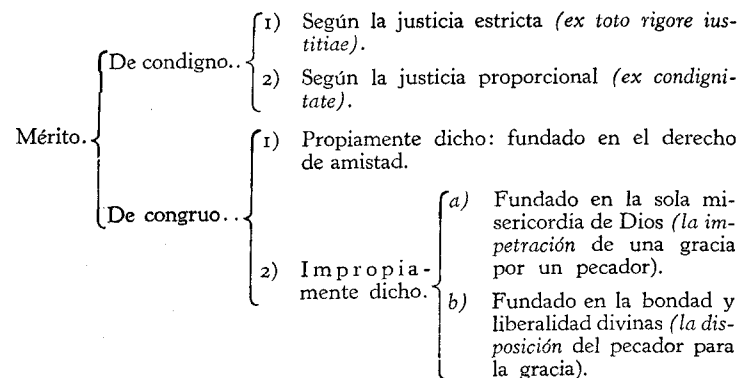 1) Según la justicia estricta (ex toto rigore ius-
titiae).
De condigno..
2) Según la justicia proporcional (ex condigni-
tate).
Mérito.
1) Propiamente dicho: fundado en el derecho
de amistad.
De congruo..
2) Impropia-
mente dicho.
a) Fundado en la sola mi-
sericordia de Dios (la im-
petración de una gracia
por un pecador).
b) Fundado en la bondad y
liberalidad divinas (la dis-
posición del pecador para
la gracia).